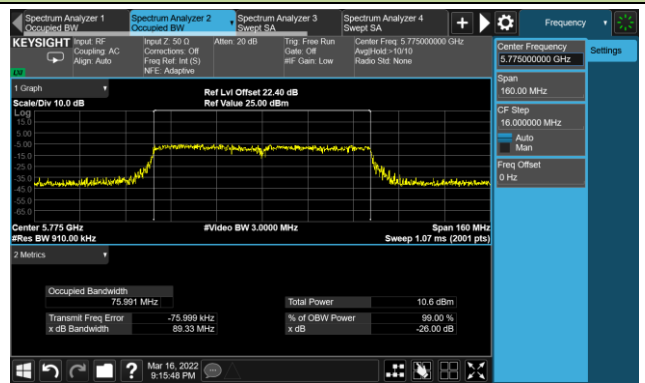 Spectrum Analyzer 1
Occupied BW
Spectrum Analyzer 2
Occupied BW
Spectrum Analyzer 3
Swept SA
Spectrum Analyzer 4
Swept SA
Frequency
KEYSIGHT
Input: RF
Coupling: AC
Align: Auto
Input Z: 50 Ω
Corrections: Off
Freq Ref: Int (S)
NFE: Adaptive
Atten: 20 dB
Trig: Free Run
Gate: Off
#IF Gain: Low
Center Freq: 5.775000000 GHz
Avg|Hold:>10/10
Radio Std: None
Center Frequency
5.775000000 GHz
Settings
Span
160.00 MHz
CF Step
16.000000 MHz
Auto
Man
Freq Offset
0 Hz
1 Graph
Scale/Div 10.0 dB
Ref Lvl Offset 22.40 dB
Ref Value 25.00 dBm
Log
15.0
5.00
-5.00
-15.0
-25.0
-35.0
-45.0
-55.0
-65.0
Center 5.775 GHz
#Video BW 3.0000 MHz
Span 160 MHz
#Res BW 910.00 kHz
Sweep 1.07 ms (2001 pts)
2 Metrics
Occupied Bandwidth
75.991 MHz
Total Power 10.6 dBm
Transmit Freq Error -75.999 kHz
% of OBW Power 99.00 %
x dB Bandwidth 89.33 MHz
x dB -26.00 dB
?
Mar 16, 2022
9:15:48 PM